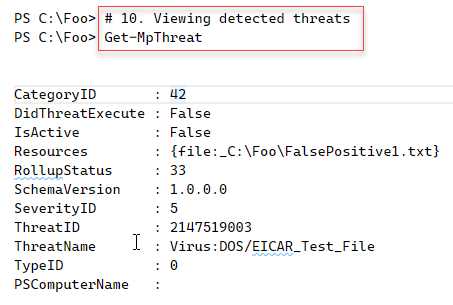 PS C:\Foo> # 10. Viewing detected threats
PS C:\Foo> Get-MpThreat
CategoryID : 42
DidThreatExecute : False
IsActive : False
Resources : {file:_C:\Foo\FalsePositive1.txt}
RollupStatus : 33
SchemaVersion : 1.0.0.0
SeverityID : 5
ThreatID : 2147519003
ThreatName : Virus:DOS/EICAR_Test_File
TypeID : 0
PSComputerName :